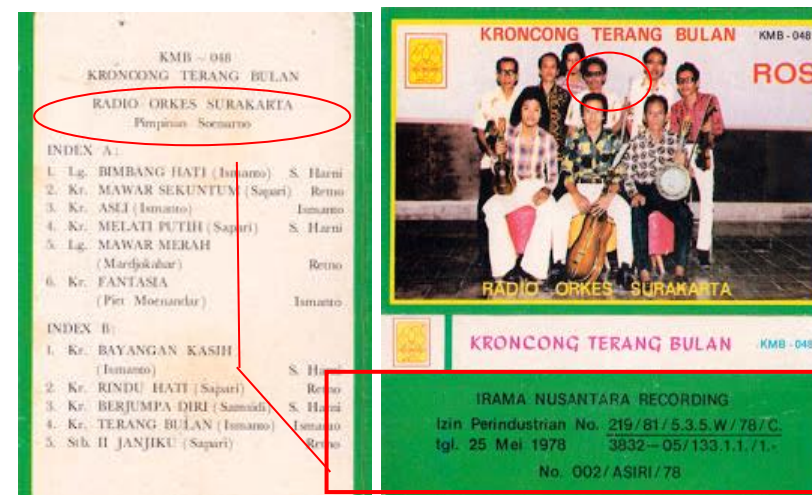 KMB - 048
KRONCONG TERANG BULAN
RADIO ORKES SURAKARTA
Pimpinan Soenarno
INDEX A:
1. Lg. BIMBANG HATI (Ismanto) S. Harni
2. Kr. MAWAR SEKUNTUM (Sapari) Retno
3. Kr. ASLI (Ismanto) Ismanto
4. Kr. MELATI PUTIH (Sapari) S. Harni
5. Lg. MAWAR MERAH
(Mardjokahar) Retno
6. Kr. FANTASIA
(Piet Moenandar) Ismanto
INDEX B:
1. Kr. BAYANGAN KASIH
(Ismanto) S. Harni
2. Kr. RINDU HATI (Sapari) Retno
3. Kr. BERJUMPA DIRI (Samsidi) S. Harni
4. Kr. TERANG BULAN (Ismanto) Ismanto
5. Stb. II JANJIKU (Sapari) Retno
KRONCONG TERANG BULAN KMB - 048
ROS
RADIO ORKES SURAKARTA
KRONCONG TERANG BULAN KMB - 048
IRAMA NUSANTARA RECORDING
Izin Perindustrian No. 219/81/5.3.5.W/78/C.
tgl. 25 Mei 1978 3832-05/133.1.1./1.-
No. 002/ASIRI/78